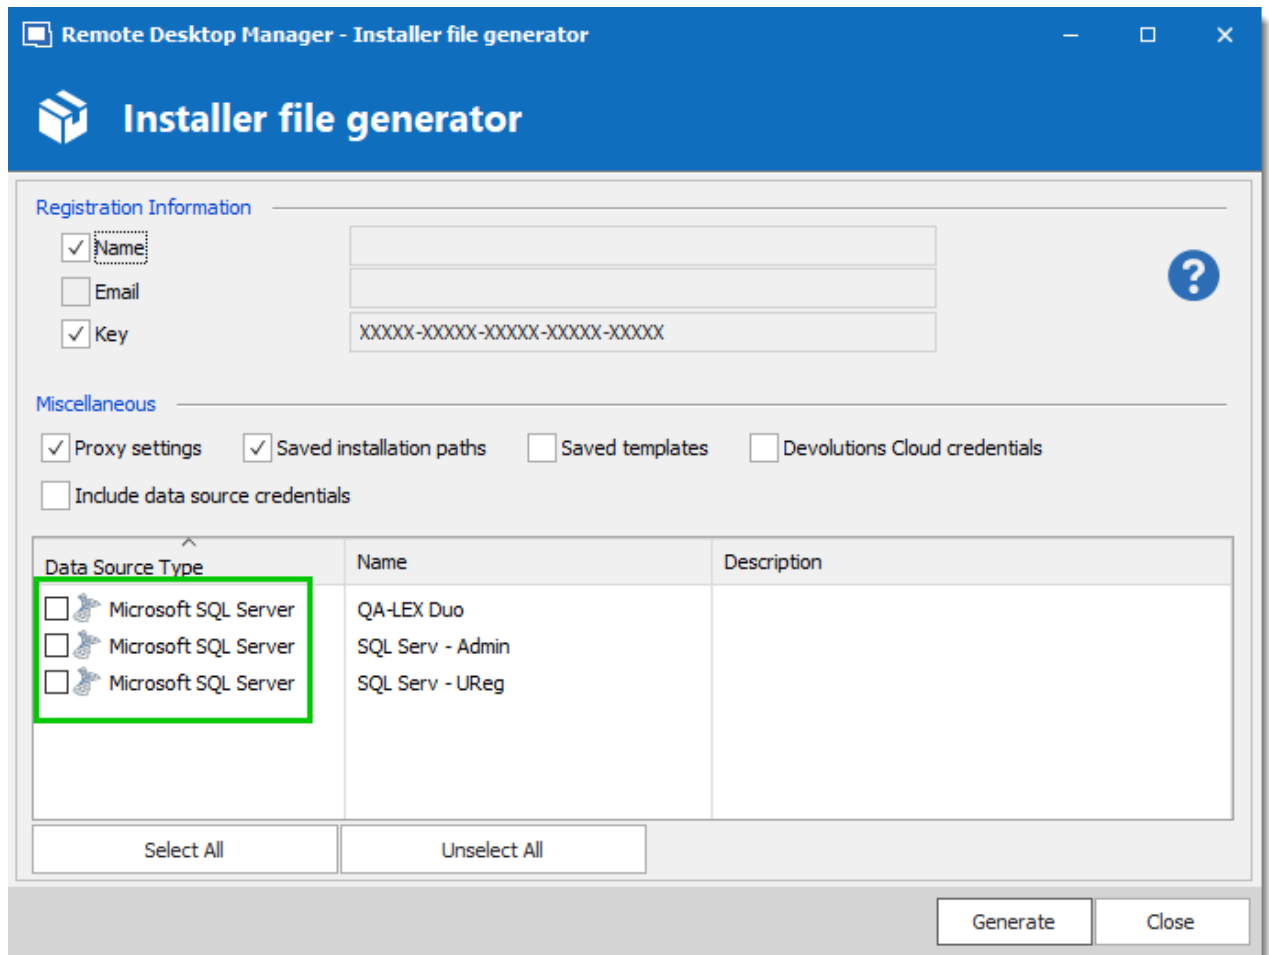 Remote Desktop Manager - Installer file generator
Installer file generator
Registration Information
Name
Email
Key XXXXX-XXXXX-XXXXX-XXXXX-XXXXX
Miscellaneous
Proxy settings Saved installation paths Saved templates Devolutions Cloud credentials
Include data source credentials
Data Source Type Name Description
Microsoft SQL Server QA-LEX Duo
Microsoft SQL Server SQL Serv - Admin
Microsoft SQL Server SQL Serv - UReg
Select All Unselect All
Generate Close